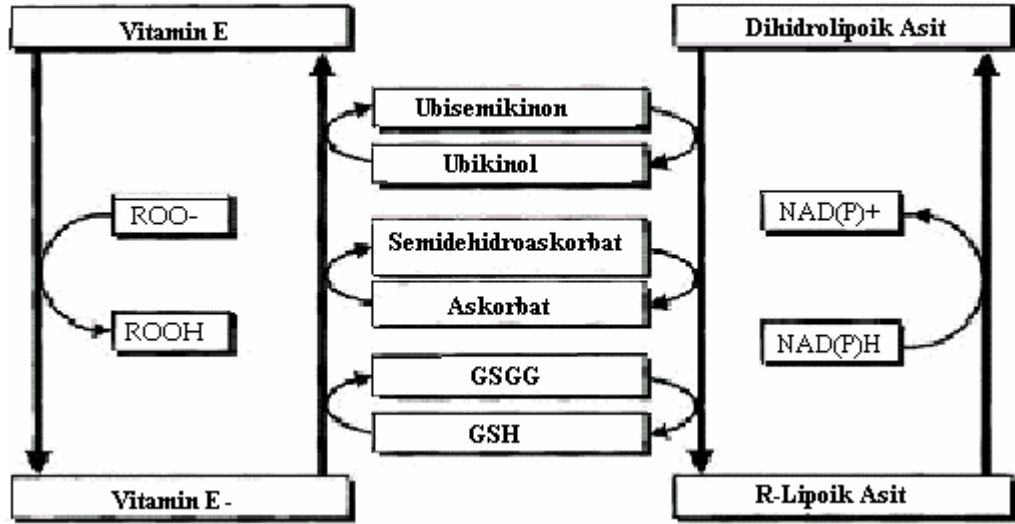 Vitamin E
Dihidrolipoik Asit
Ubisemikinon
Ubikinol
ROO-
NAD(P)+
Semidehidroaskorbat
Askorbat
ROOH
NAD(P)H
GSGG
GSH
Vitamin E -
R-Lipoik Asit